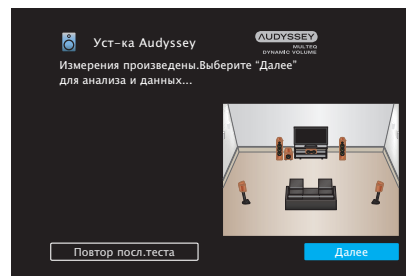 Уст-ка Audyssey
AUDYSSEY
MULTEQ
DYNAMIC VOLUME
Измерения произведены.Выберите “Далее”
для анализа и данных...
Повтор посл.теста
Далее